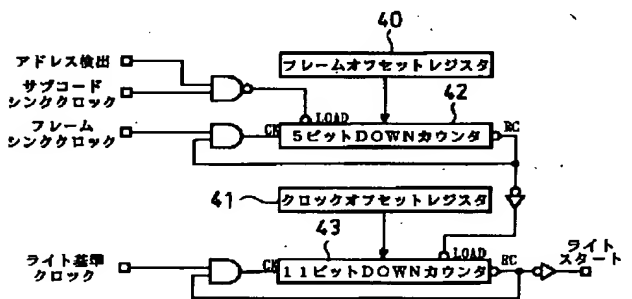 40
アドレス検出
フレームオフセットレジスタ
サブコード
シンククロック
42
LOAD
フレーム
シンククロック
CK
5ビットDOWNカウンタ
RC
41
クロックオフセットレジスタ
43
LOAD
ライト基準
クロック
CK
11ビットDOWNカウンタ
RC
ライト
スタート